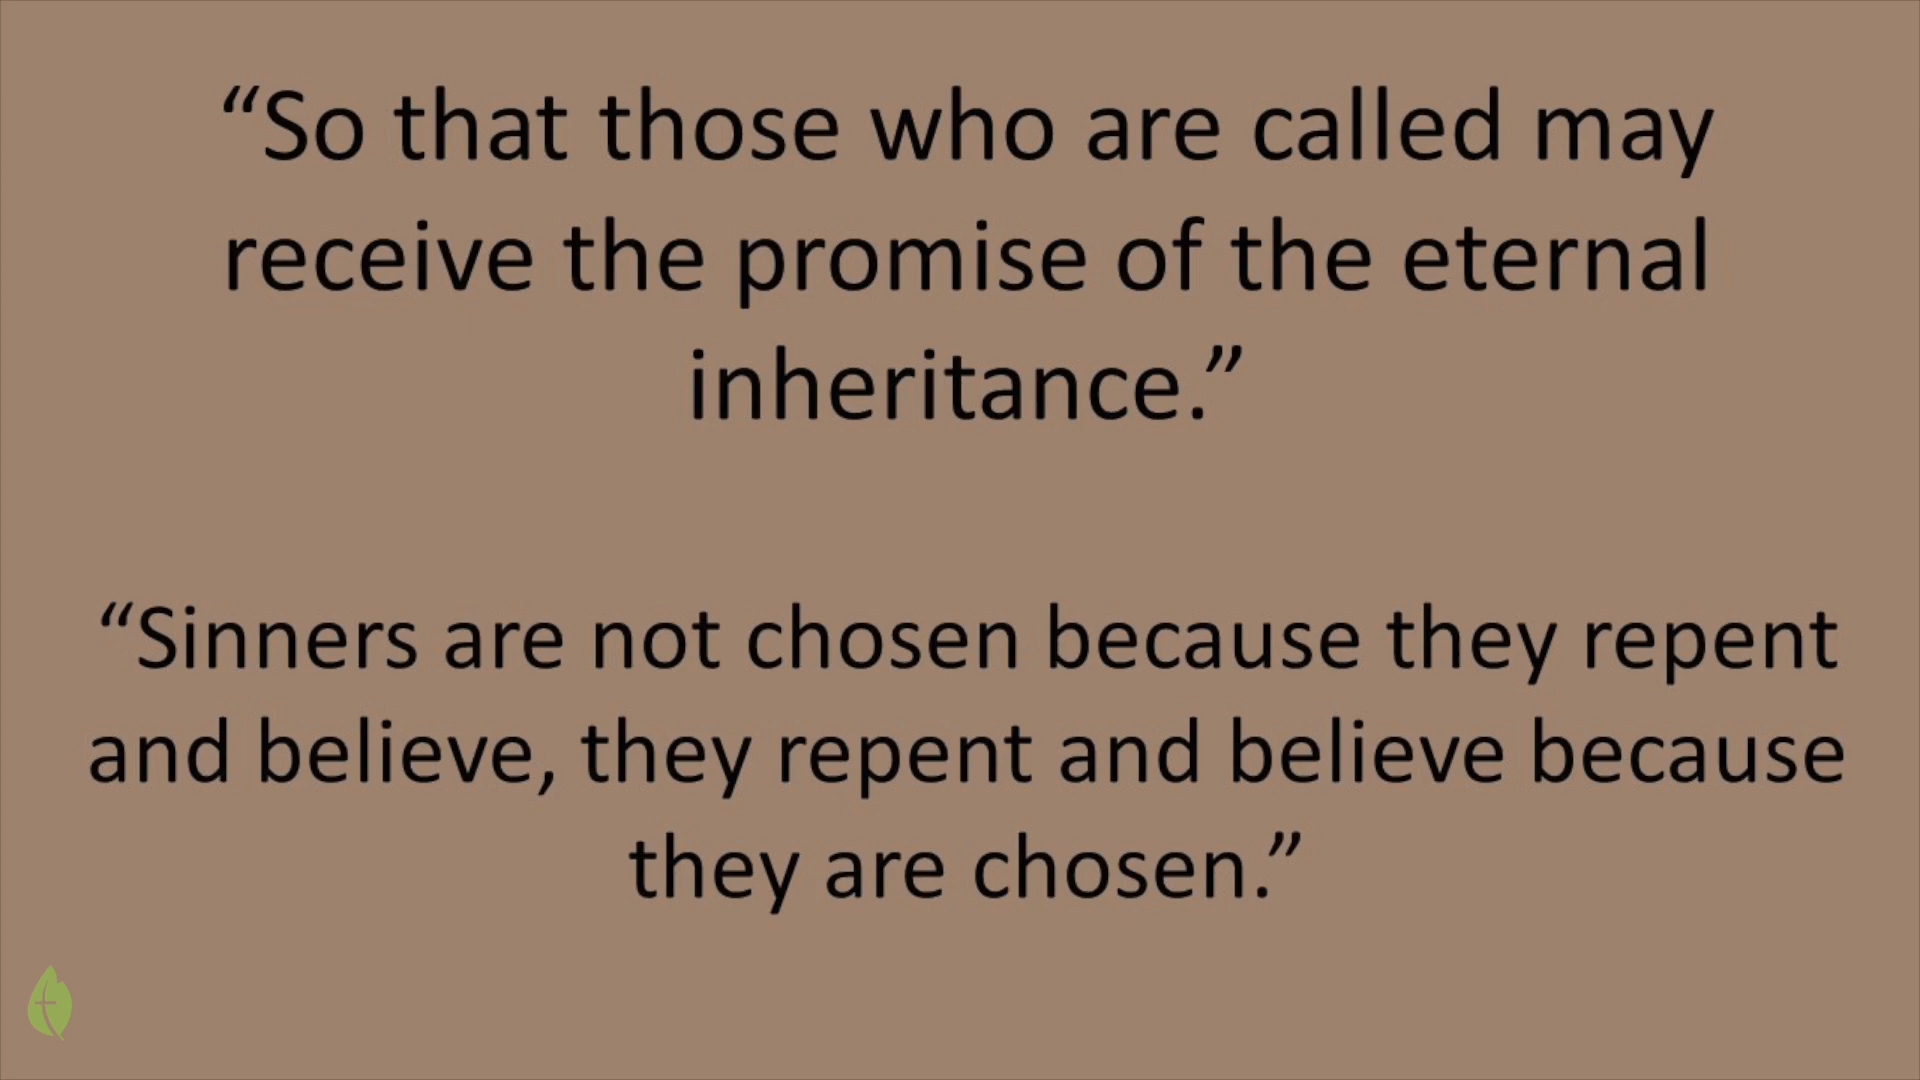 “So that those who are called may
receive the promise of the eternal
inheritance.”
“Sinners are not chosen because they repent
and believe, they repent and believe because
they are chosen.”